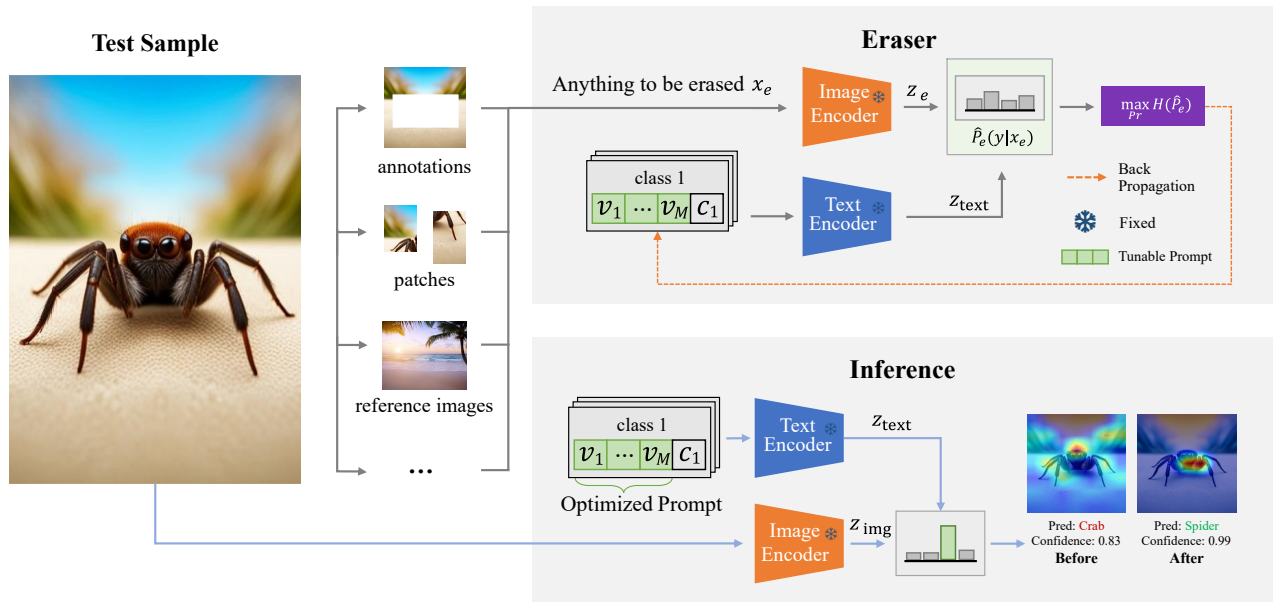 Test Sample
annotations
patches
reference images
...
Eraser
Anything to be erased x_e
Image
Encoder
z_e
P̂_e(y|x_e)
max H(P̂_e)
Pr
class 1
v_1 ... v_M c_1
Text
Encoder
z_text
Back
Propagation
Fixed
Tunable Prompt
Inference
class 1
v_1 ... v_M c_1
Optimized Prompt
Text
Encoder
z_text
Image
Encoder
z_img
Pred: Crab
Confidence: 0.83
Before
Pred: Spider
Confidence: 0.99
After